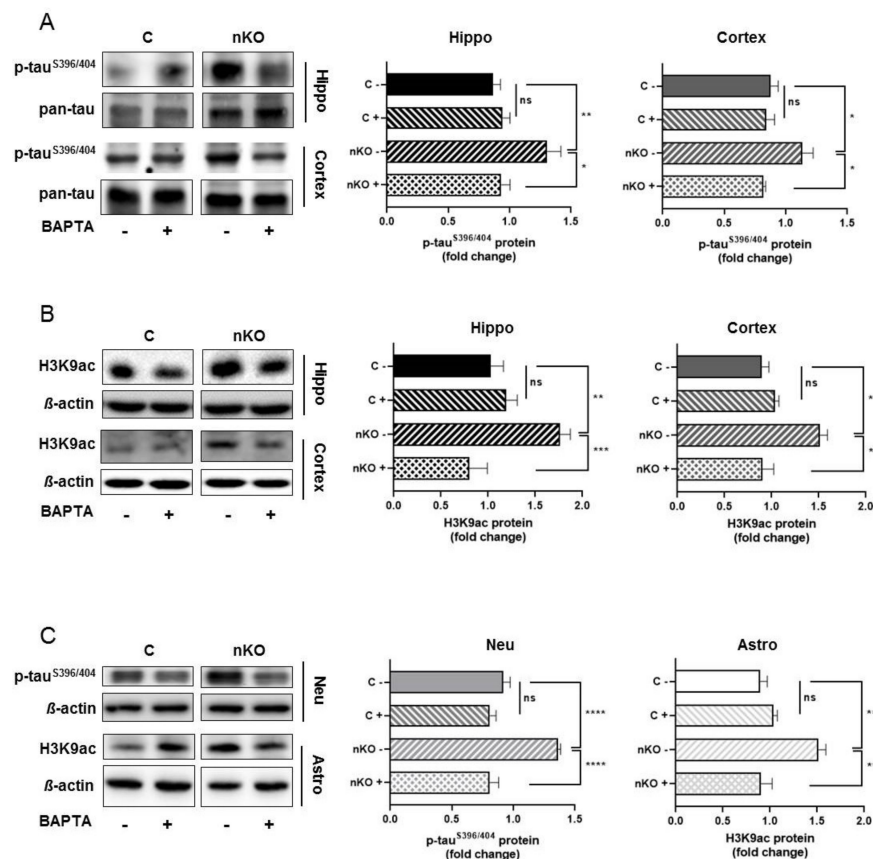 A
C nKO
p-tauS396/404
pan-tau
Hippo
p-tauS396/404
pan-tau
Cortex
BAPTA - + - +
Hippo
C -
C +
nKO -
nKO +
ns
**
*
0.0 0.5 1.0 1.5
p-tauS396/404 protein
(fold change)
Cortex
C -
C +
nKO -
nKO +
ns
*
*
0.0 0.5 1.0 1.5
p-tauS396/404 protein
(fold change)
B
C nKO
H3K9ac
ß-actin
Hippo
H3K9ac
ß-actin
Cortex
BAPTA - + - +
Hippo
C -
C +
nKO -
nKO +
ns
**
***
0.0 0.5 1.0 1.5 2.0
H3K9ac protein
(fold change)
Cortex
C -
C +
nKO -
nKO +
ns
0.0 0.5 1.0 1.5
H3K9ac protein
(fold change)
C
C nKO
p-tauS396/404
ß-actin
Neu
H3K9ac
ß-actin
Astro
BAPTA - + - +
Neu
C -
C +
nKO -
nKO +
ns
****
****
0.0 0.5 1.0 1.5
p-tauS396/404 protein
(fold change)
Astro
C -
C +
nKO -
nKO +
ns
0.0 0.5 1.0 1.5
H3K9ac protein
(fold change)